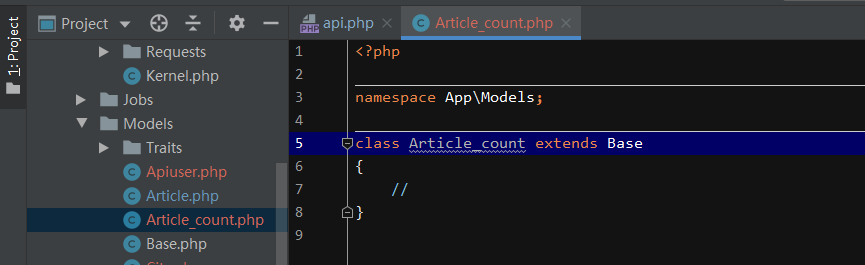 Project
api.php
Article_count.php
1: Project
Requests
Kernel.php
Jobs
Models
Traits
Apiuser.php
Article.php
Article_count.php
Base.php
1 <?php
2
3 namespace App\Models;
4
5 class Article_count extends Base
6 {
7 //
8 }
9